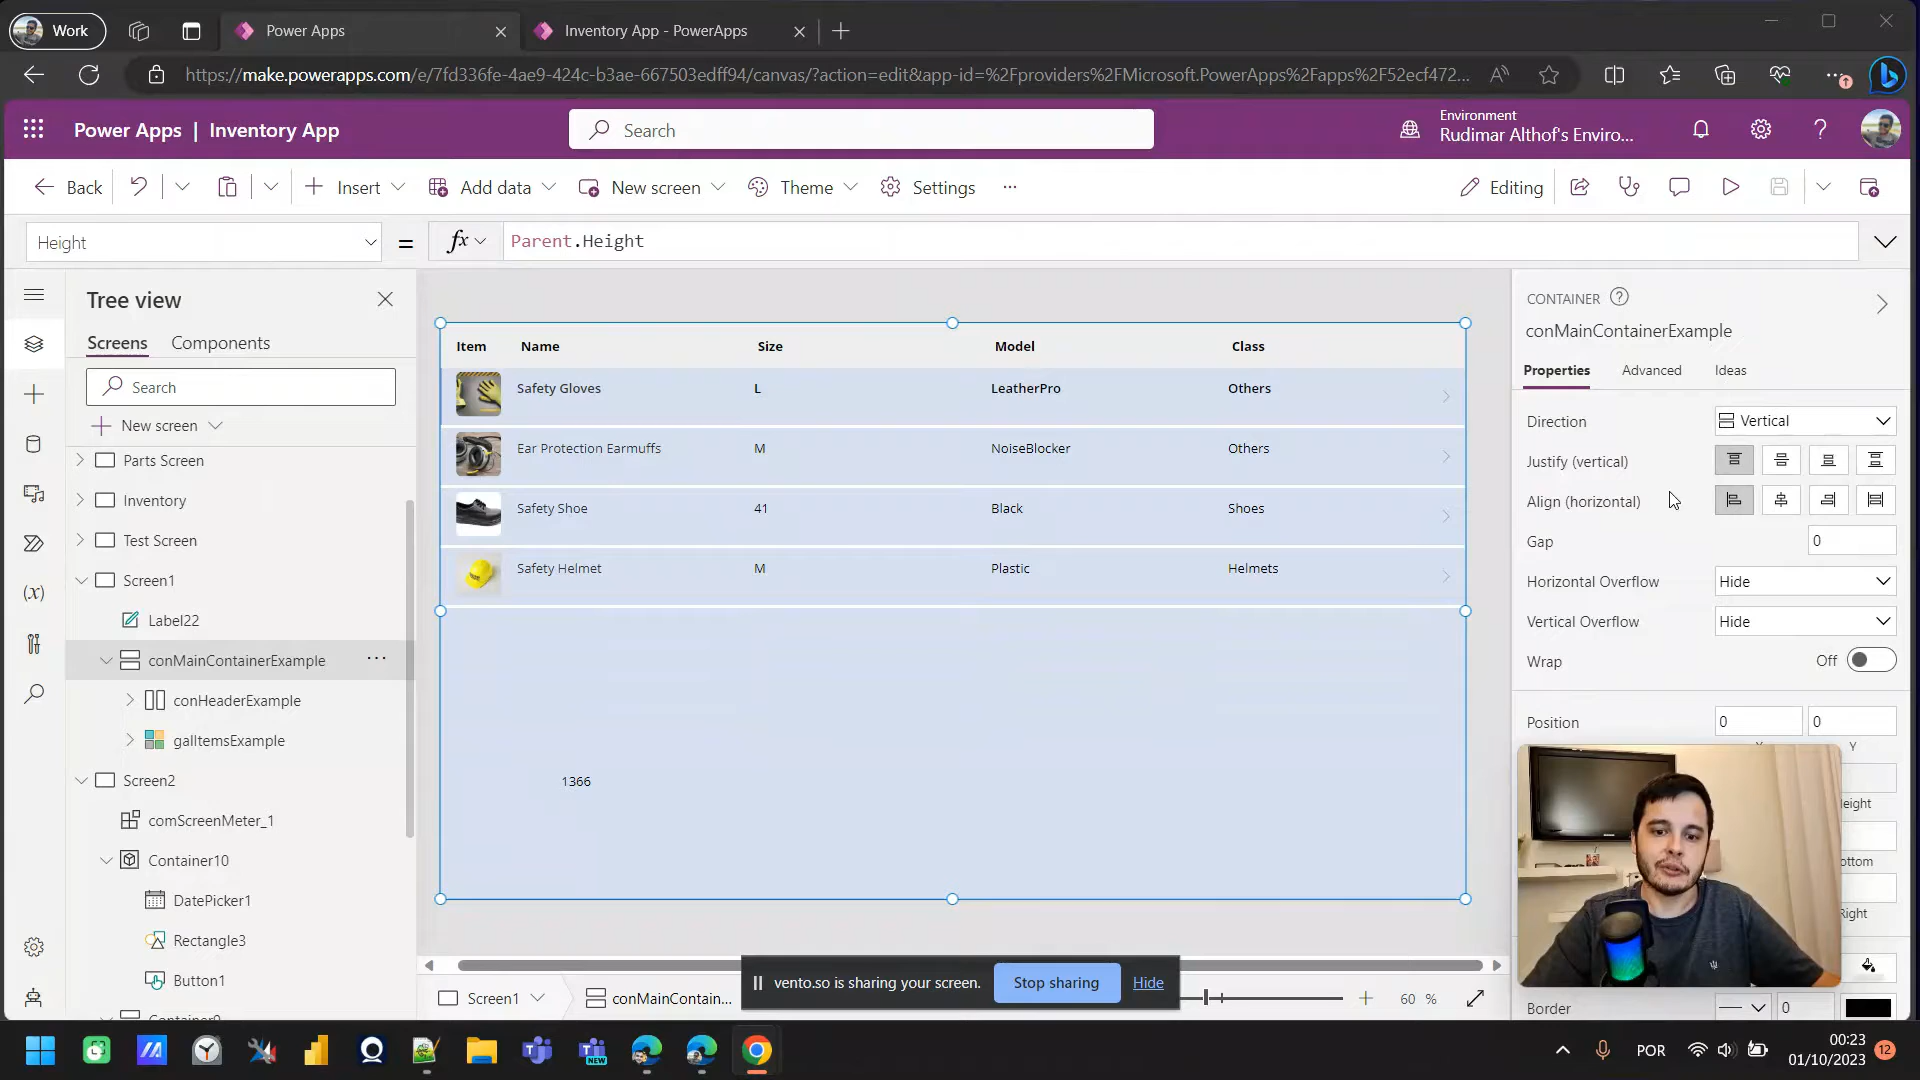 Work
Power Apps
Inventory App - PowerApps
https://make.powerapps.com/e/7fd336fe-4ae9-424c-b3ae-667503edff94/canvas/?action=edit&app-id=%2Fproviders%2FMicrosoft.PowerApps%2Fapps%2F52ecf472...
Power Apps | Inventory App
Search
Environment
Rudimar Althof's Enviro...
Back
Insert
Add data
New screen
Theme
Settings
Editing
Height
=
fx
Parent.Height
Tree view
Screens
Components
Search
New screen
Parts Screen
Inventory
Test Screen
Screen1
Label22
conMainContainerExample
conHeaderExample
galItemsExample
Screen2
comScreenMeter_1
Container10
DatePicker1
Rectangle3
Button1
Container9
Item Name Size Model Class
Safety Gloves L LeatherPro Others
Ear Protection Earmuffs M NoiseBlocker Others
Safety Shoe 41 Black Shoes
Safety Helmet M Plastic Helmets
1366
CONTAINER
conMainContainerExample
Properties
Advanced
Ideas
Direction Vertical
Justify (vertical)
Align (horizontal)
Gap 0
Horizontal Overflow Hide
Vertical Overflow Hide
Wrap Off
Position 0 0
X Y
eight
ottom
Right
Border 0
Screen1
conMainContain...
vento.so is sharing your screen.
Stop sharing
Hide
60 %
NEW
POR
00:23
01/10/2023
12